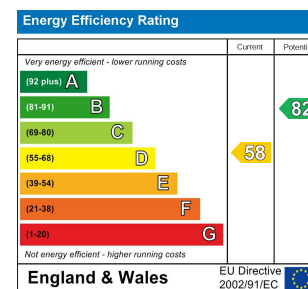 Energy Efficiency Rating
Current Potenti
Very energy efficient - lower running costs
(92 plus) A
(81-91) B
82
(69-80) C
(55-68) D
58
(39-54) E
(21-38) F
(1-20) G
Not energy efficient - higher running costs
England & Wales
EU Directive
2002/91/EC